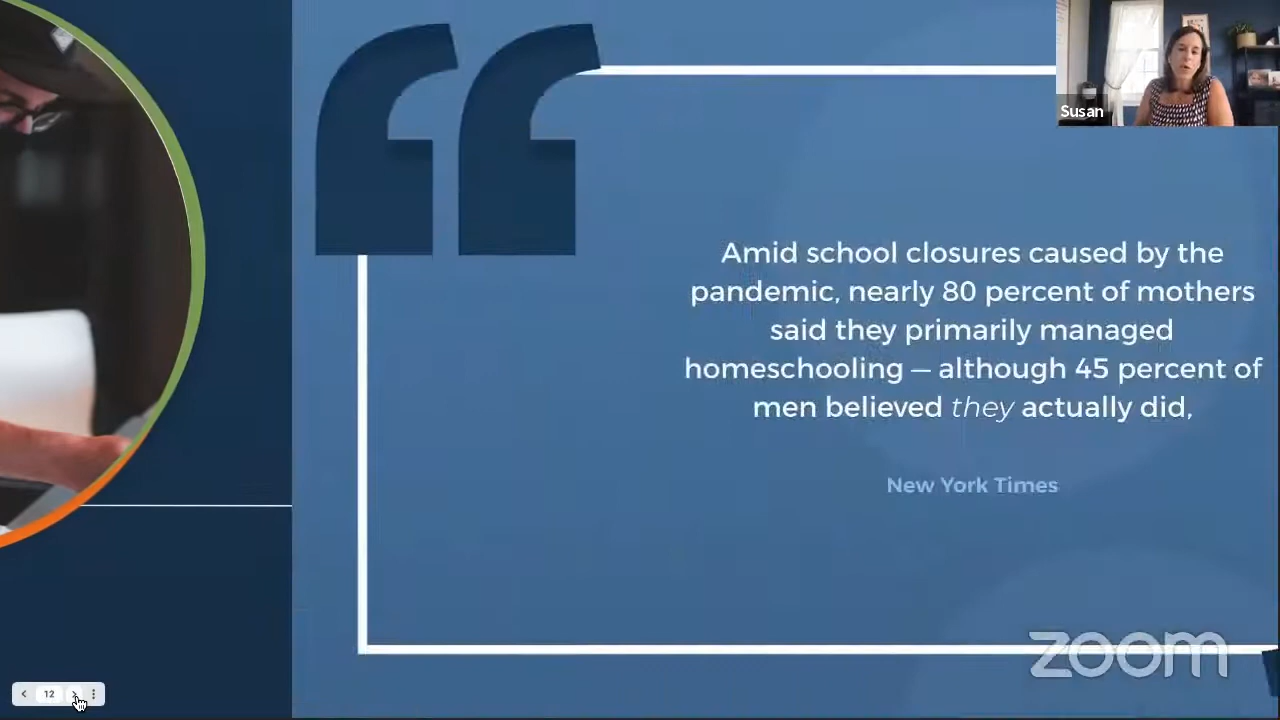 Susan
Amid school closures caused by the
pandemic, nearly 80 percent of mothers
said they primarily managed
homeschooling — although 45 percent of
men believed they actually did,
New York Times
zoom
12